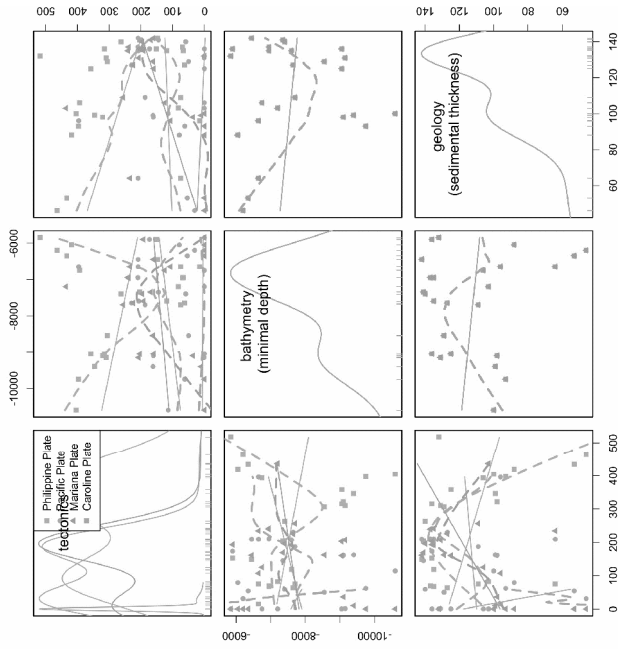 0 100 200 300 400 500
-10000 -8000 -6000
140
120
100
80
60
tectonics
Philippine Plate
Pacific Plate
Mariana Plate
Caroline Plate
bathymetry
(minimal depth)
geology
(sedimental thickness)
-6000
-8000
-10000
0 100 200 300 400 500
60 80 100 120 140